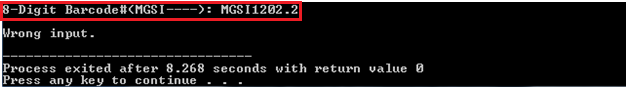 8-Digit Barcode#(MGSI----): MGSI1202.2
Wrong input.
--------------------------------
Process exited after 8.268 seconds with return value 0
Press any key to continue . . .